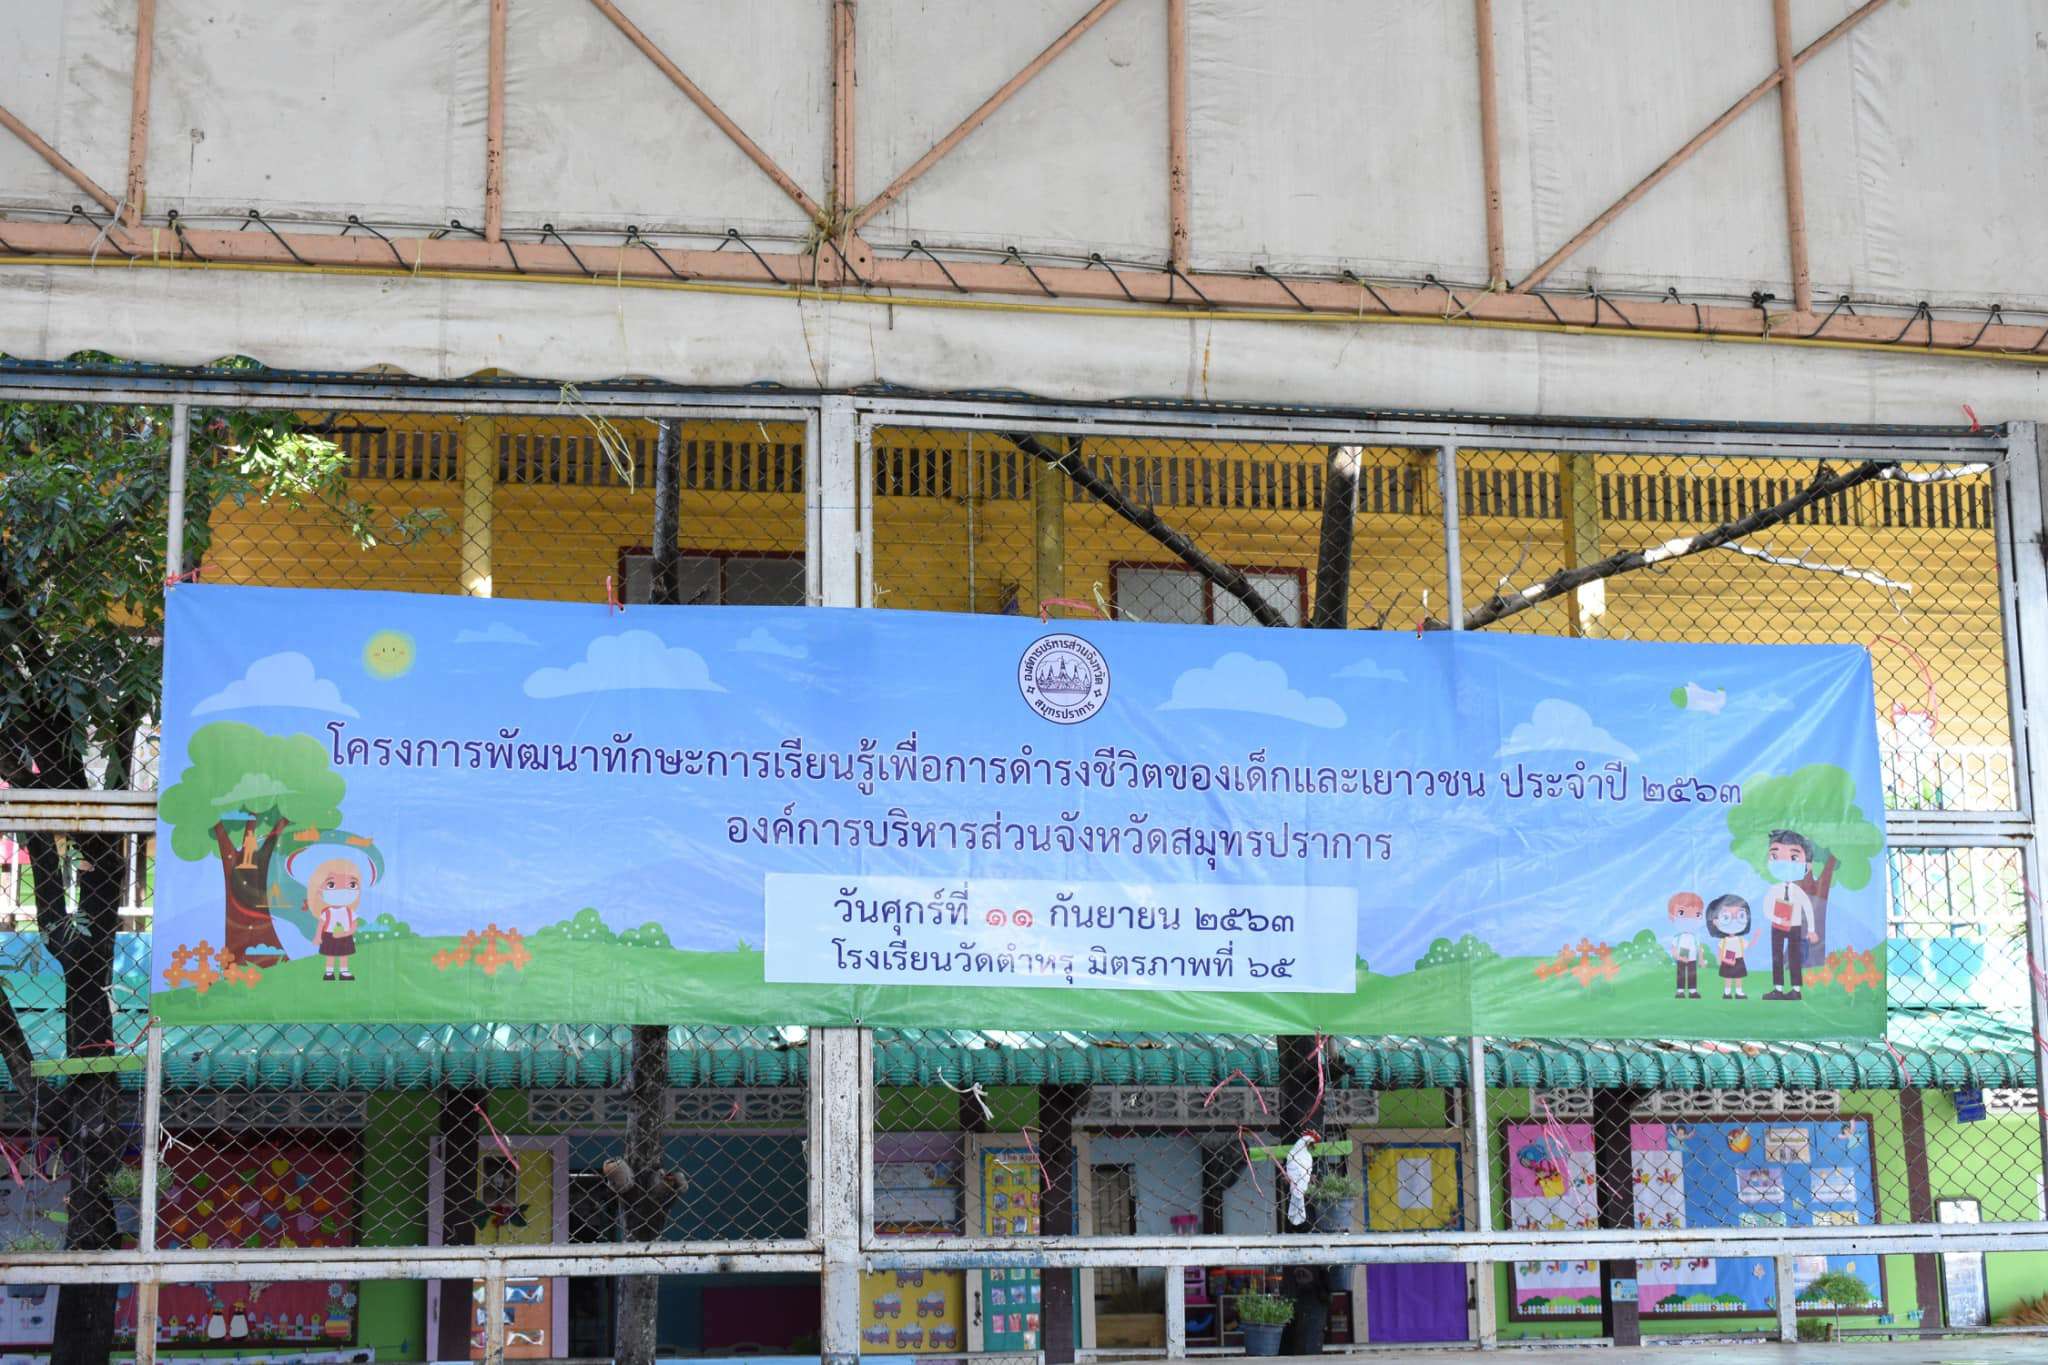 องค์การบริหารส่วนจังหวัด
สมุทรปราการ
โครงการพัฒนาทักษะการเรียนรู้เพื่อการดำรงชีวิตของเด็กและเยาวชน ประจำปี ๒๕๖๓
องค์การบริหารส่วนจังหวัดสมุทรปราการ
วันศุกร์ที่ ๑๑ กันยายน ๒๕๖๓
โรงเรียนวัดตำหรุ มิตรภาพที่ ๖๕